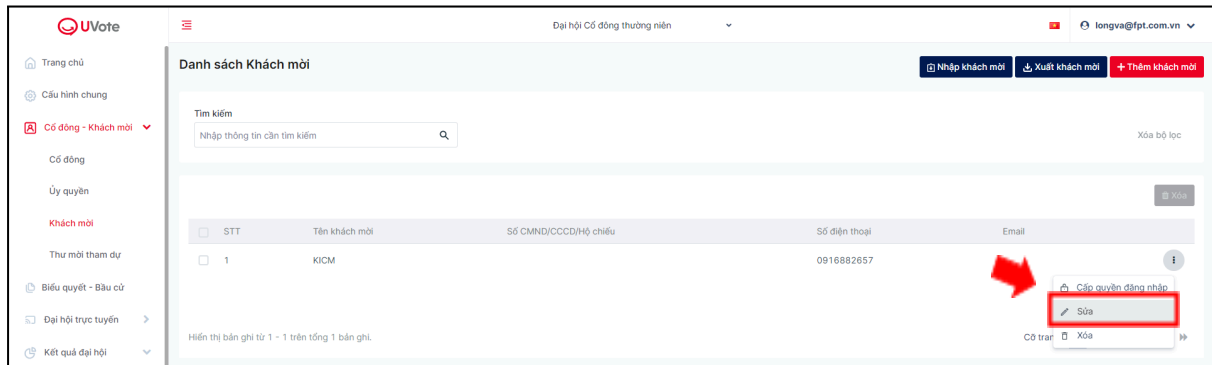 UVote
Đại hội Cổ đông thường niên
longva@fpt.com.vn
Trang chủ
Cấu hình chung
Cổ đông - Khách mời
Cổ đông
Ủy quyền
Khách mời
Thư mời tham dự
Biểu quyết - Bầu cử
Đại hội trực tuyến
Kết quả đại hội
Danh sách Khách mời
Nhập khách mời
Xuất khách mời
Thêm khách mời
Tìm kiếm
Nhập thông tin cần tìm kiếm
Xóa bộ lọc
Xóa
STT Tên khách mời Số CMND/CCCD/Hộ chiếu Số điện thoại Email
1 KICM 0916882657
Cấp quyền đăng nhập
Sửa
Xóa
Hiển thị bản ghi từ 1 - 1 trên tổng 1 bản ghi.
Cỡ tran